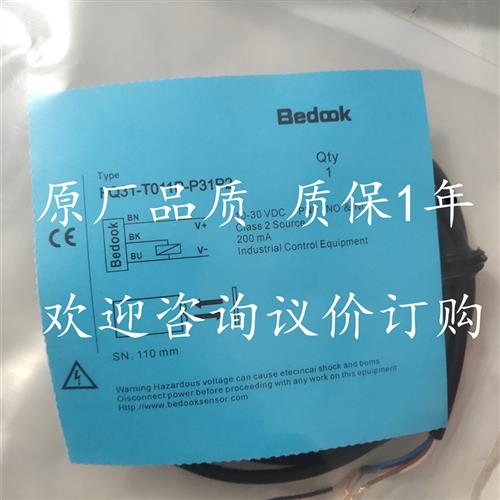 Bedook
Type
Qty
1
原厂品质 质保1年
BN
V+
BK
BU
V-
Bedook
10-30 VDC
Class 2 Source
200 mA
Industrial Control Equipment
CE
欢迎咨询议价订购
SN. 110 mm
Warning Hazardous voltage can cause etecincai shock and bums
Disconnect power before proceeding with any work on this epuipment
Http://www.bedooksensor.com/